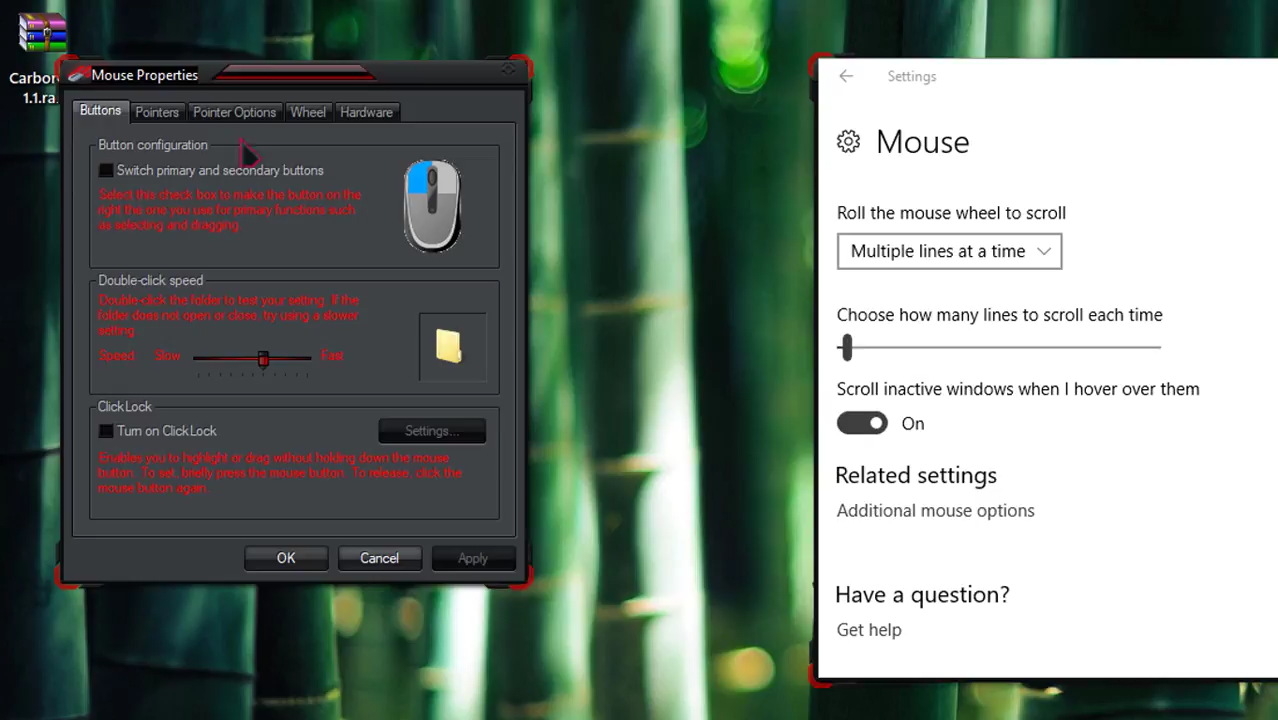 Carbon
1.1.ra
Mouse Properties
Buttons
Pointers
Pointer Options
Wheel
Hardware
Button configuration
Switch primary and secondary buttons
Select this check box to make the button on the
right the one you use for primary functions such
as selecting and dragging.
Double-click speed
Double-click the folder to test your setting. If the
folder does not open or close, try using a slower
setting.
Speed: Slow Fast
ClickLock
Turn on ClickLock
Settings...
Enables you to highlight or drag without holding down the mouse
button. To set, briefly press the mouse button. To release, click the
mouse button again.
OK
Cancel
Apply
Settings
Mouse
Roll the mouse wheel to scroll
Multiple lines at a time
Choose how many lines to scroll each time
Scroll inactive windows when I hover over them
On
Related settings
Additional mouse options
Have a question?
Get help